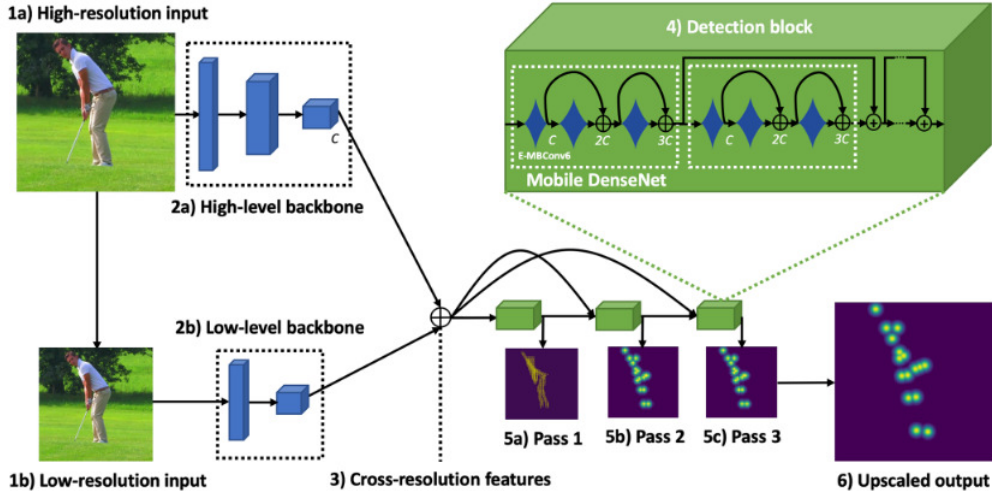 1a) High-resolution input
4) Detection block
C
2C
3C
C
2C
3C
E-MBConv6
Mobile DenseNet
C
2a) High-level backbone
2b) Low-level backbone
5a) Pass 1
5b) Pass 2
5c) Pass 3
1b) Low-resolution input
3) Cross-resolution features
6) Upscaled output